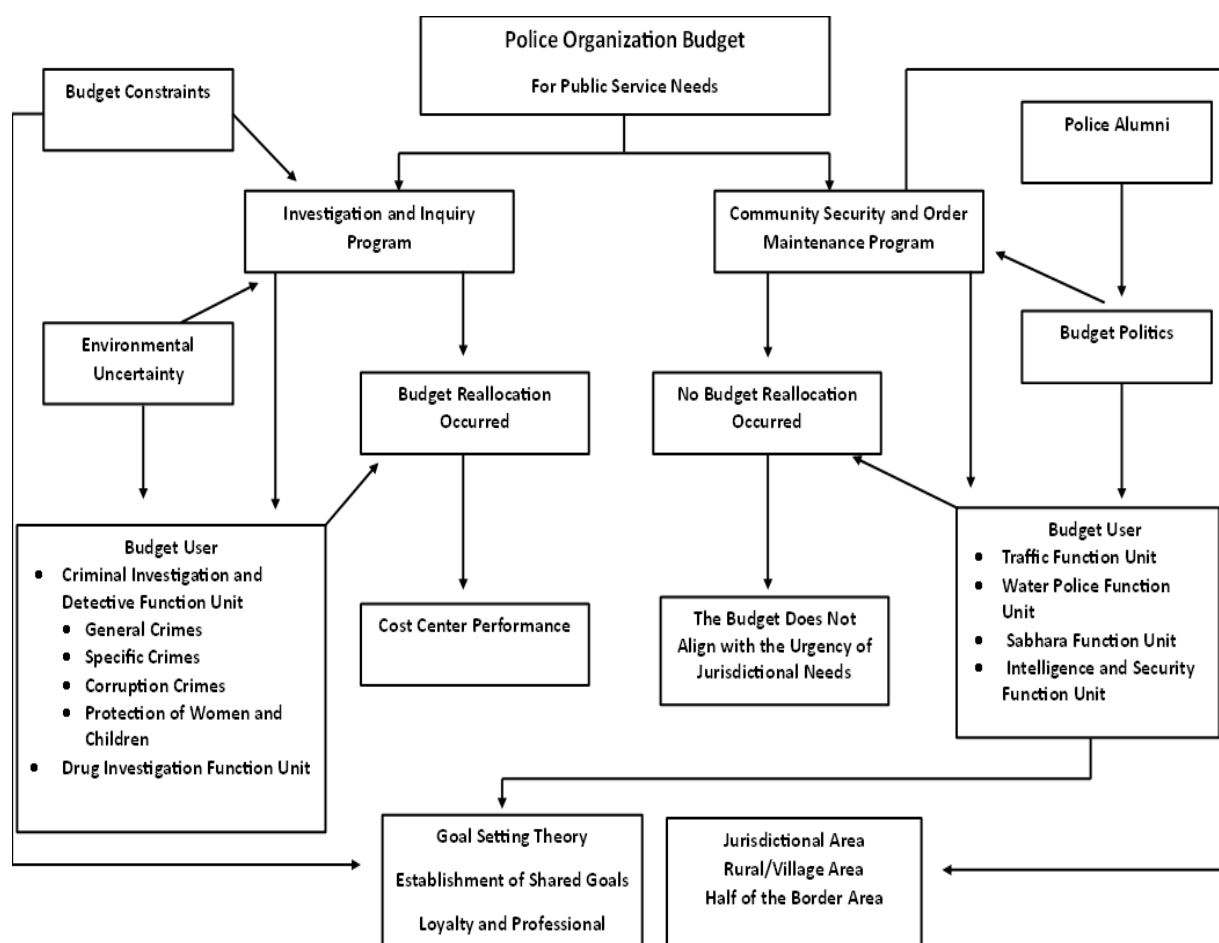 Police Organization Budget
For Public Service Needs
Budget Constraints
Police Alumni
Investigation and Inquiry
Program
Community Security and Order
Maintenance Program
Environmental
Uncertainty
Budget Politics
Budget Reallocation
Occurred
No Budget Reallocation
Occurred
Budget User
• Criminal Investigation and
Detective Function Unit
• General Crimes
• Specific Crimes
• Corruption Crimes
• Protection of Women and
Children
• Drug Investigation Function Unit
Cost Center Performance
The Budget Does Not
Align with the Urgency of
Jurisdictional Needs
Budget User
• Traffic Function Unit
• Water Police Function
Unit
• Sabhara Function Unit
• Intelligence and Security
Function Unit
Goal Setting Theory
Establishment of Shared Goals
Loyalty and Professional
Jurisdictional Area
Rural/Village Area
Half of the Border Area